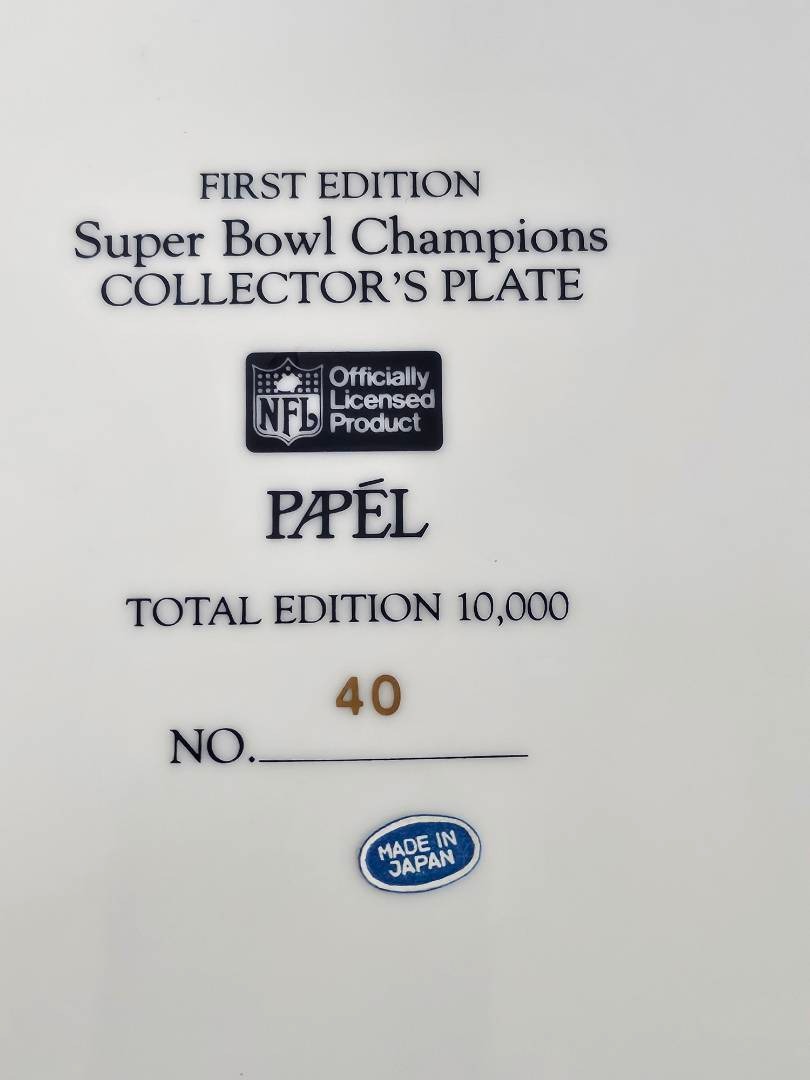 FIRST EDITION
Super Bowl Champions
COLLECTOR'S PLATE
NFL
Officially
Licensed
Product
PAPÉL
TOTAL EDITION 10,000
40
NO.
MADE IN
JAPAN